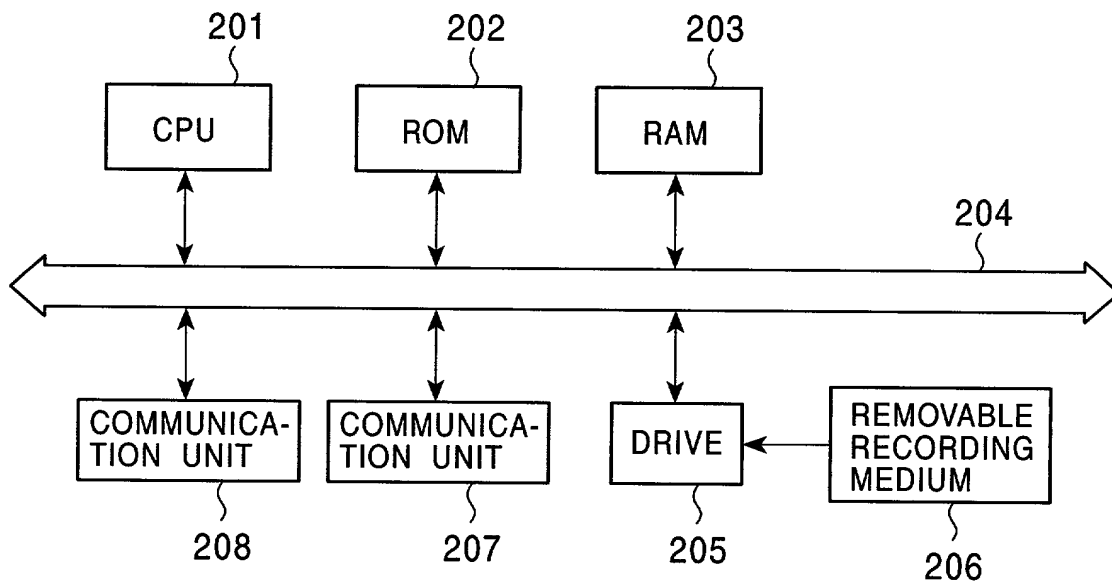 201
202
203
CPU
ROM
RAM
204
COMMUNICA-
TION UNIT
COMMUNICA-
TION UNIT
DRIVE
REMOVABLE
RECORDING
MEDIUM
208
207
205
206